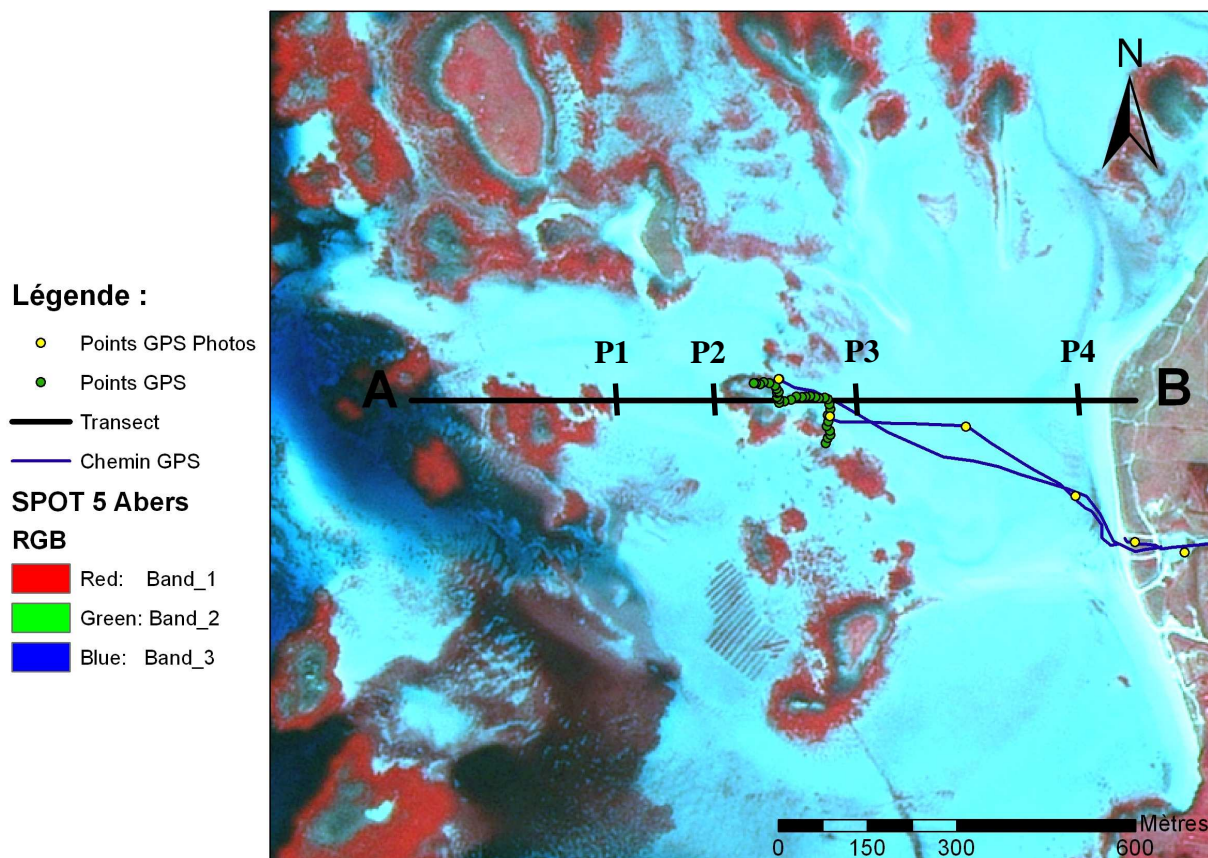 Légende :
Points GPS Photos
Points GPS
Transect
Chemin GPS
SPOT 5 Abers
RGB
Red: Band_1
Green: Band_2
Blue: Band_3
N
P1 P2 P3 P4
A B
Mètres
0 150 300 600